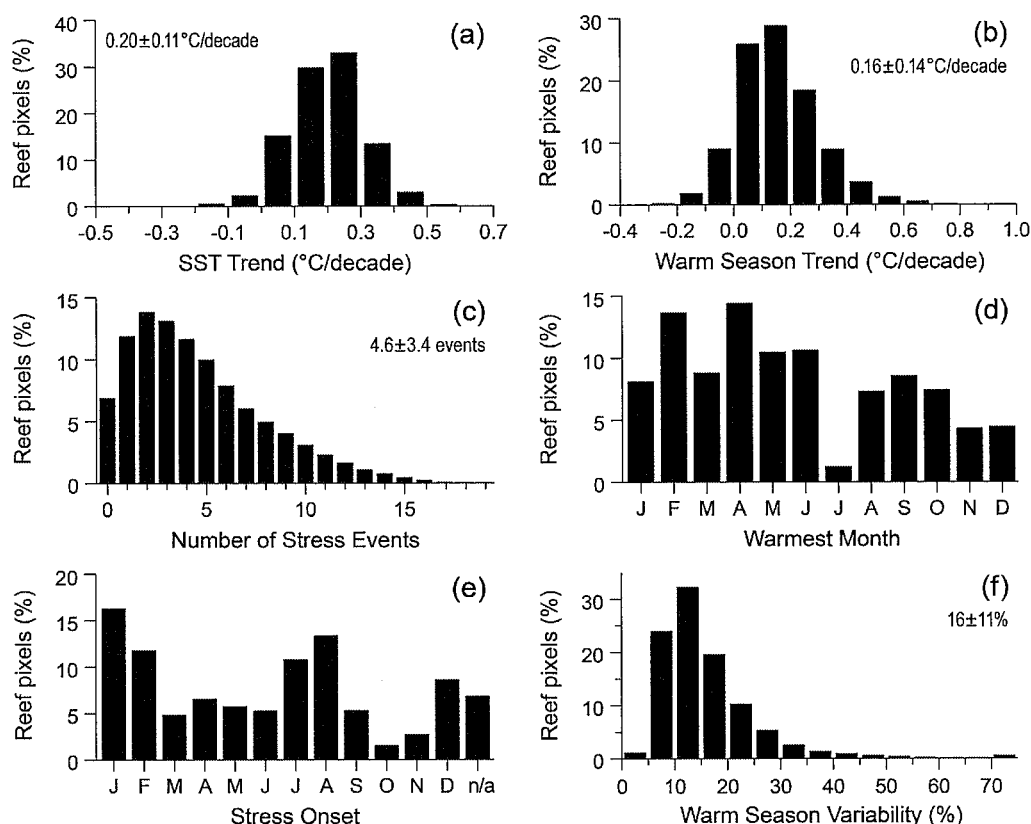 (a)
0.20±0.11°C/decade
Reef pixels (%)
40
30
20
10
0
-0.5 -0.3 -0.1 0.1 0.3 0.5 0.7
SST Trend (°C/decade)
(b)
0.16±0.14°C/decade
Reef pixels (%)
30
20
10
0
-0.4 -0.2 0.0 0.2 0.4 0.6 0.8 1.0
Warm Season Trend (°C/decade)
(c)
4.6±3.4 events
Reef pixels (%)
15
10
5
0
0 5 10 15
Number of Stress Events
(d)
Reef pixels (%)
15
10
5
0
J F M A M J J A S O N D
Warmest Month
(e)
Reef pixels (%)
20
15
10
5
0
J F M A M J J A S O N D n/a
Stress Onset
(f)
16±11%
Reef pixels (%)
30
20
10
0
0 10 20 30 40 50 60 70
Warm Season Variability (%)